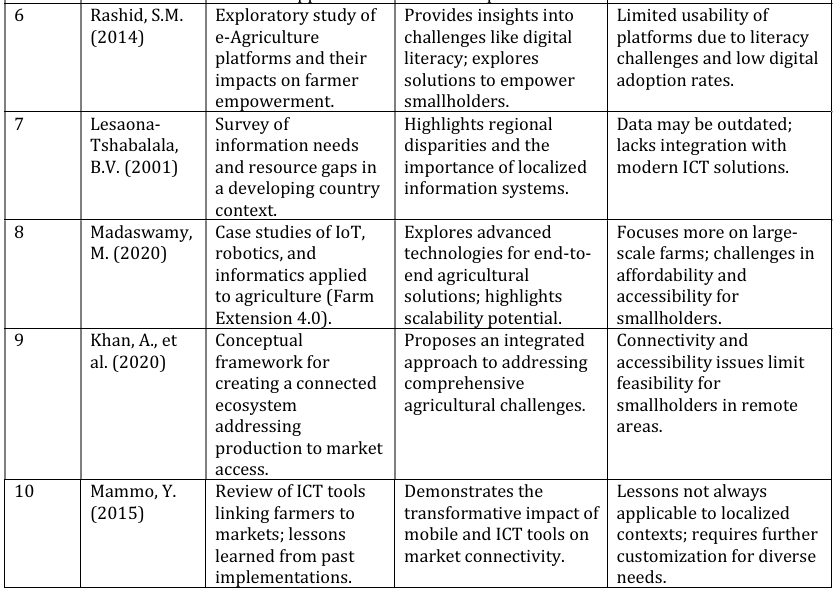 6
Rashid, S.M.
(2014)
Exploratory study of
e-Agriculture
platforms and their
impacts on farmer
empowerment.
Provides insights into
challenges like digital
literacy; explores
solutions to empower
smallholders.
Limited usability of
platforms due to literacy
challenges and low digital
adoption rates.
7
Lesaona-
Tshabalala,
B.V. (2001)
Survey of
information needs
and resource gaps in
a developing country
context.
Highlights regional
disparities and the
importance of localized
information systems.
Data may be outdated;
lacks integration with
modern ICT solutions.
8
Madaswamy,
M. (2020)
Case studies of IoT,
robotics, and
informatics applied
to agriculture (Farm
Extension 4.0).
Explores advanced
technologies for end-to-
end agricultural
solutions; highlights
scalability potential.
Focuses more on large-
scale farms; challenges in
affordability and
accessibility for
smallholders.
9
Khan, A., et
al. (2020)
Conceptual
framework for
creating a connected
ecosystem
addressing
production to market
access.
Proposes an integrated
approach to addressing
comprehensive
agricultural challenges.
Connectivity and
accessibility issues limit
feasibility for
smallholders in remote
areas.
10
Mammo, Y.
(2015)
Review of ICT tools
linking farmers to
markets; lessons
learned from past
implementations.
Demonstrates the
transformative impact of
mobile and ICT tools on
market connectivity.
Lessons not always
applicable to localized
contexts; requires further
customization for diverse
needs.